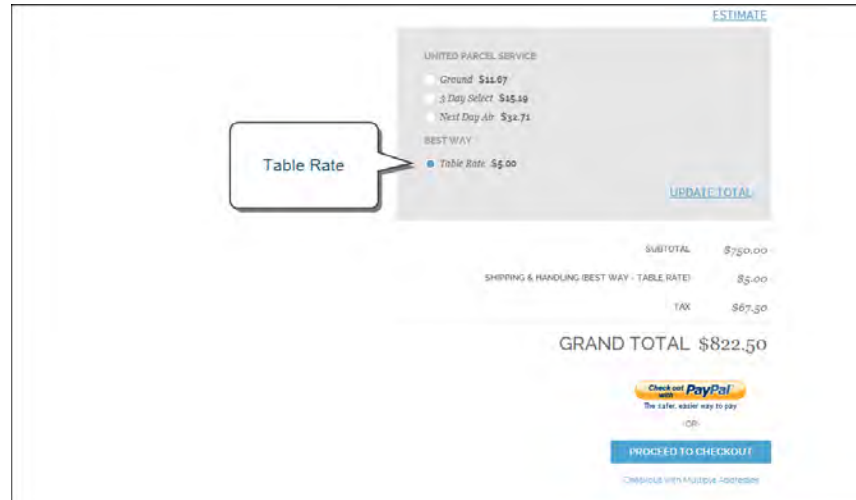 ESTIMATE
UNITED PARCEL SERVICE
Ground $11.67
3 Day Select $15.19
Next Day Air $32.71
BEST WAY
Table Rate
Table Rate $5.00
UPDATE TOTAL
SUBTOTAL $750.00
SHIPPING & HANDLING (BEST WAY - TABLE RATE) $5.00
TAX $67.50
GRAND TOTAL $822.50
Check out with PayPal
The safer, easier way to pay
-OR-
PROCEED TO CHECKOUT
Checkout with Multiple Addresses